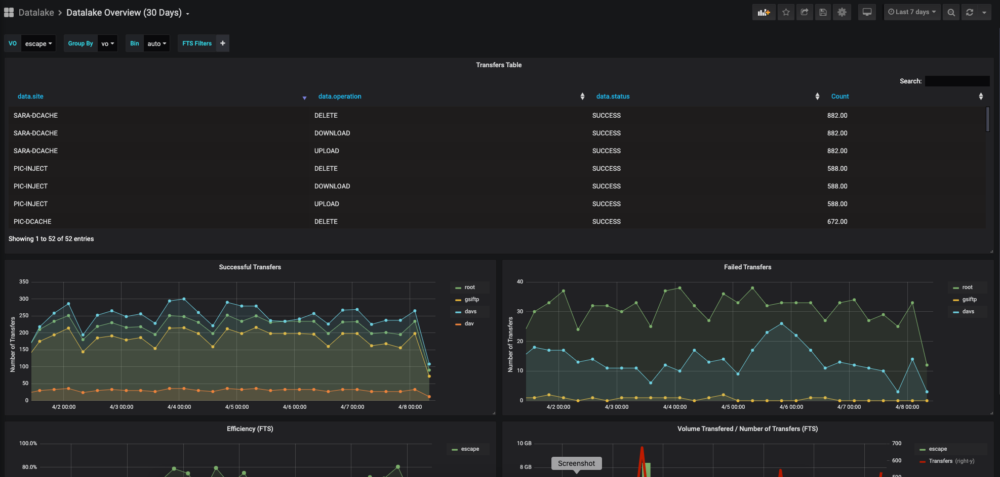 Datalake > Datalake Overview (30 Days)
Last 7 days
VO escape Group By vo Bin auto FTS Filters +
Transfers Table
Search:
data.site data.operation data.status Count
SARA-DCACHE DELETE SUCCESS 882.00
SARA-DCACHE DOWNLOAD SUCCESS 882.00
SARA-DCACHE UPLOAD SUCCESS 882.00
PIC-INJECT DELETE SUCCESS 588.00
PIC-INJECT DOWNLOAD SUCCESS 588.00
PIC-INJECT UPLOAD SUCCESS 588.00
PIC-DCACHE DELETE SUCCESS 672.00
Showing 1 to 52 of 52 entries
Successful Transfers
Number of Transfers
350
300
250
200
150
100
50
0
4/2 00:00 4/3 00:00 4/4 00:00 4/5 00:00 4/6 00:00 4/7 00:00 4/8 00:00
root
gsiftp
davs
dav
Failed Transfers
Number of Transfers
40
30
20
10
0
4/2 00:00 4/3 00:00 4/4 00:00 4/5 00:00 4/6 00:00 4/7 00:00 4/8 00:00
root
gsiftp
davs
Efficiency (FTS)
100.0%
80.0%
escape
Volume Transfered / Number of Transfers (FTS)
10 GB
8 GB
700
600
500
escape
Transfers (right-y)
Screenshot